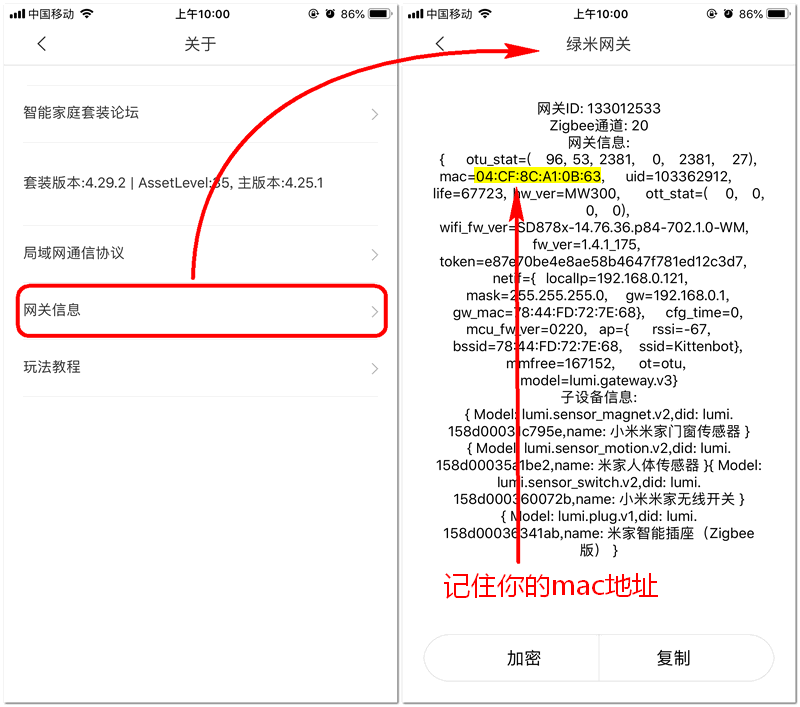 中国移动
上午10:00
86%
关于
智能家庭套装论坛
套装版本:4.29.2 | AssetLevel:35, 主版本:4.25.1
局域网通信协议
网关信息
玩法教程
中国移动
上午10:00
86%
绿米网关
网关ID: 133012533
Zigbee通道: 20
网关信息:
{ otu_stat=( 96, 53, 2381, 0, 2381, 27),
mac=04:CF:8C:A1:0B:63, uid=103362912,
life=67723, hw_ver=MW300, ott_stat=( 0, 0,
0, 0),
wifi_fw_ver=SD878x-14.76.36.p84-702.1.0-WM,
fw_ver=1.4.1_175,
token=e87e70be4e8ae58b4647f781ed12c3d7,
netif={ localIp=192.168.0.121,
mask=255.255.255.0, gw=192.168.0.1,
gw_mac=78:44:FD:72:7E:68}, cfg_time=0,
mcu_fw_ver=0220, ap={ rssi=-67,
bssid=78:44:FD:72:7E:68, ssid=Kittenbot},
mmfree=167152, ot=otu,
model=lumi.gateway.v3}
子设备信息:
{ Model: lumi.sensor_magnet.v2,did: lumi.
name: 小米米家门窗传感器 }
{ Model: lumi.sensor_motion.v2,did: lumi.
158d00035a1be2,name: 米家人体传感器 }{ Model:
lumi.sensor_switch.v2,did: lumi.
158d000360072b,name: 小米米家无线开关 }
{ Model: lumi.plug.v1,did: lumi.
158d00036341ab,name: 米家智能插座（Zigbee
版） }
记住你的mac地址
加密
复制